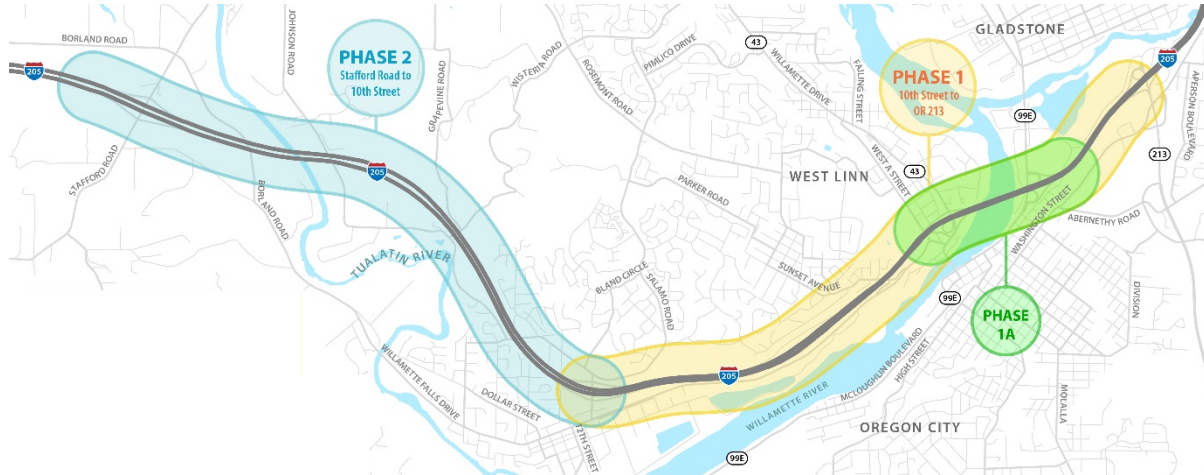 BORLAND ROAD
205
JOHNSON ROAD
PHASE 2
Stafford Road to
10th Street
GRAPEVINE ROAD
WISTERIA ROAD
ROSEMONT ROAD
PIMLICO DRIVE
43
WILLAMETTE DRIVE
FAILING STREET
PHASE 1
10th Street to
OR 213
GLADSTONE
205
APERSON BOULEVARD
99E
213
STAFFORD ROAD
BORLAND ROAD
205
TUALATIN RIVER
PARKER ROAD
WEST LINN
WEST A STREET
43
WASHINGTON STREET
ABERNETHY ROAD
BLAND CIRCLE
SALAMO ROAD
SUNSET AVENUE
99E
PHASE
1A
DIVISION
WILLAMETTE FALLS DRIVE
DOLLAR STREET
12TH STREET
205
WILLAMETTE RIVER
MCLOUGHLIN BOULEVARD
HIGH STREET
MOLALLA
OREGON CITY
99E